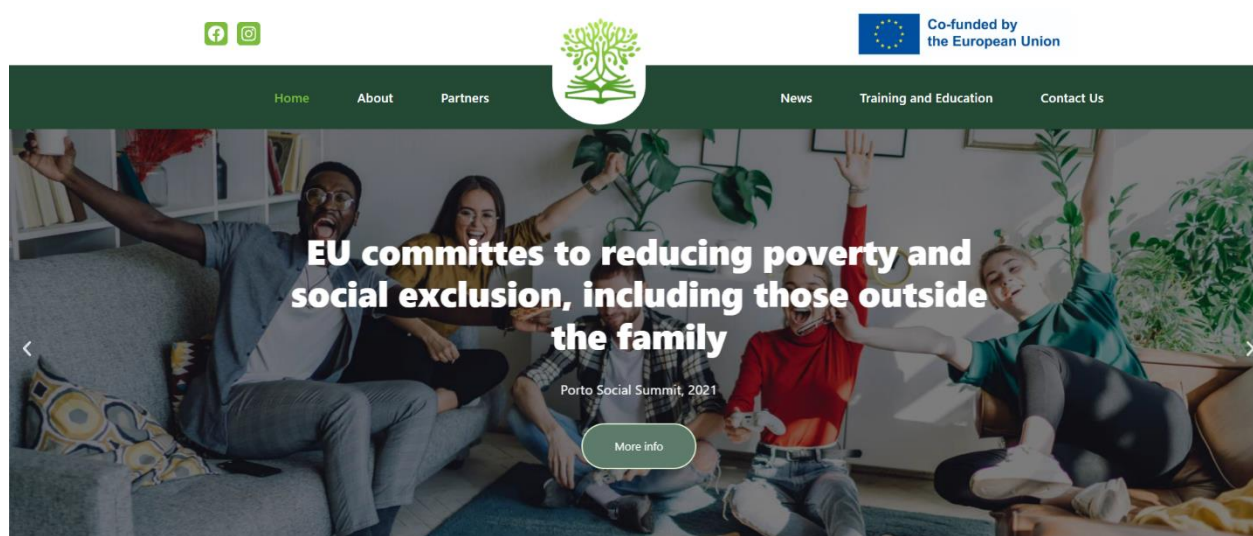 Co-funded by
the European Union
Home About Partners News Training and Education Contact Us
EU committes to reducing poverty and
social exclusion, including those outside
the family
Porto Social Summit, 2021
More info